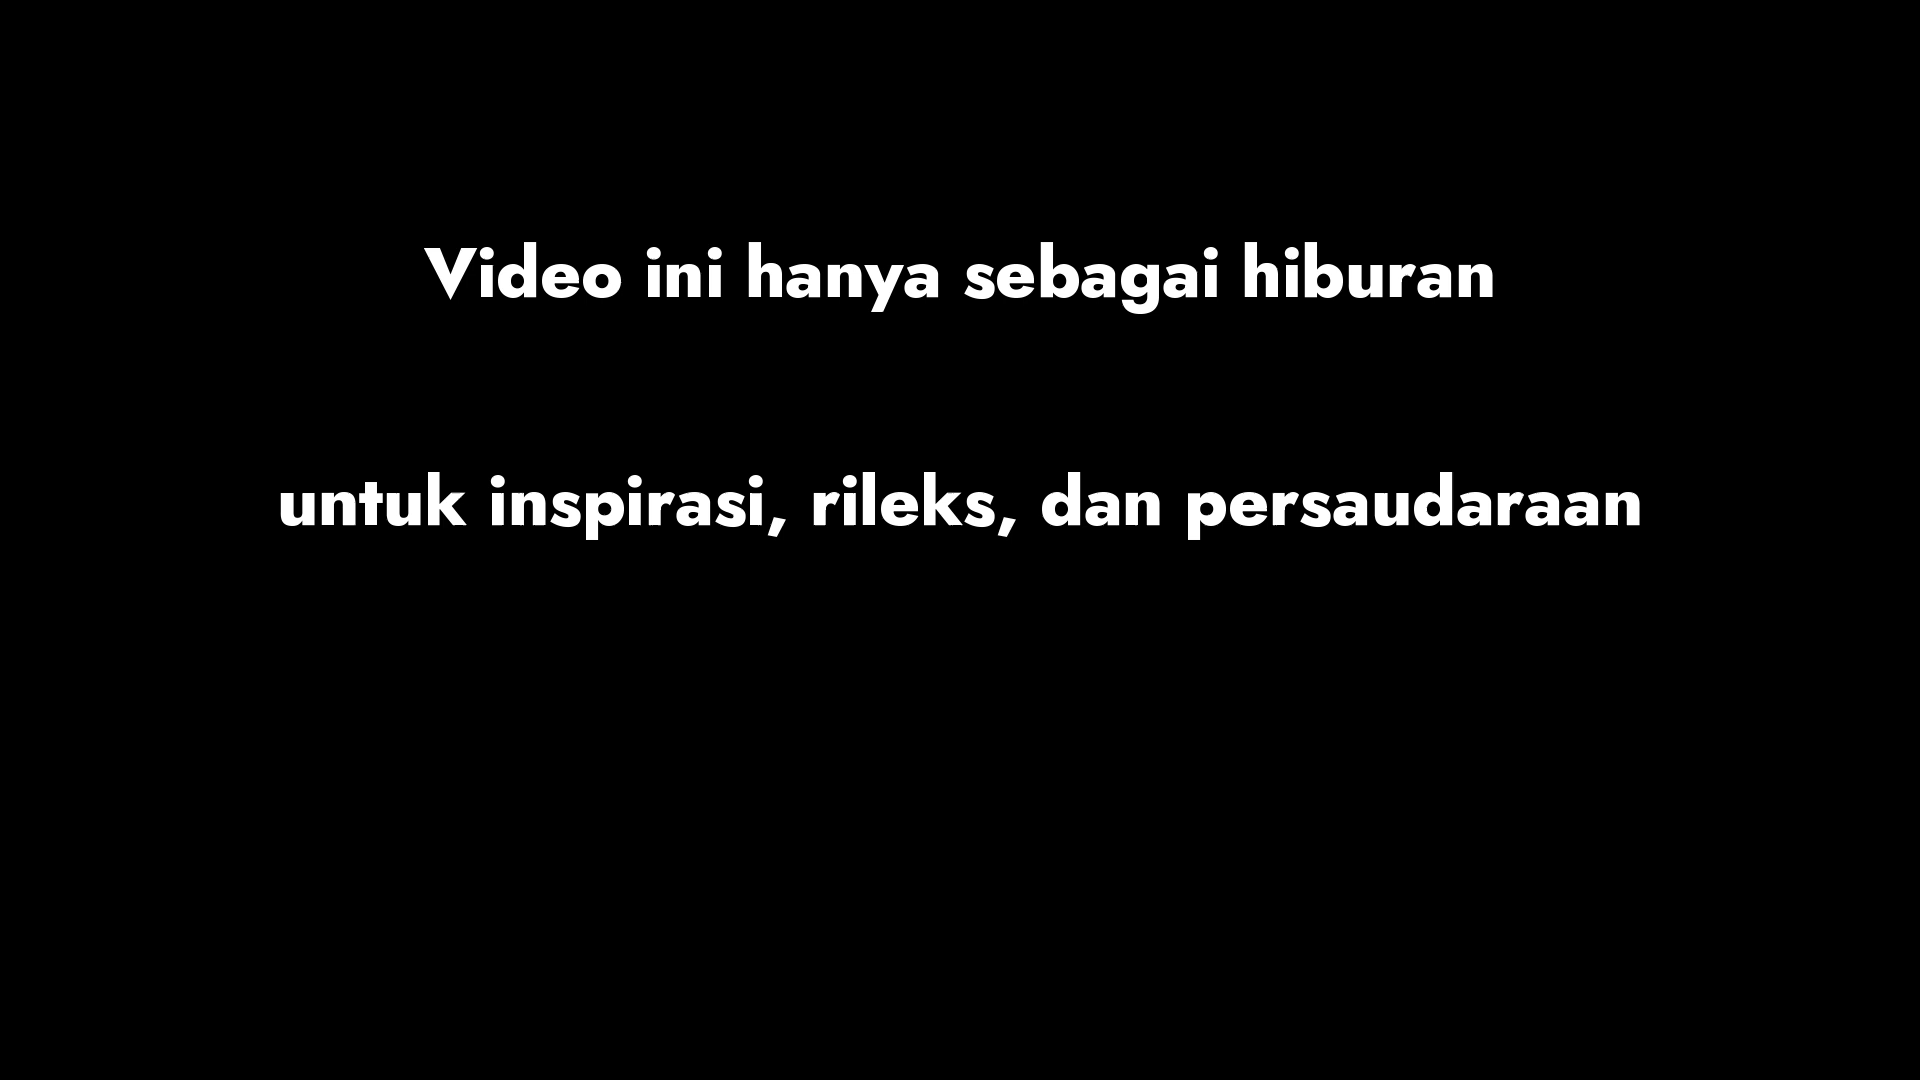 Video ini hanya sebagai hiburan
untuk inspirasi, rileks, dan persaudaraan